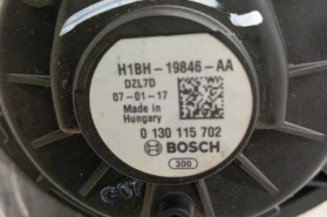 H1BH-19846-AA
DZL7D
07-01-17
Made in
Hungary
0 130 115 702
BOSCH
300